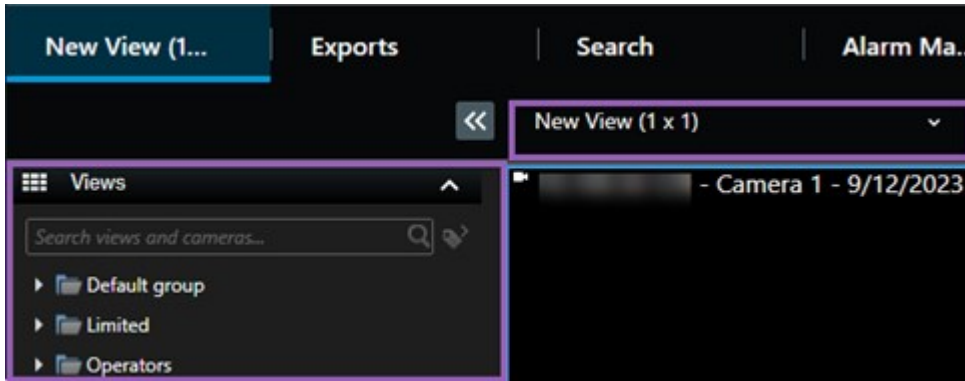 New View (1...
Exports
Search
Alarm Ma..
New View (1 x 1)
Views
- Camera 1 - 9/12/2023
Search views and cameras...
Default group
Limited
Operators